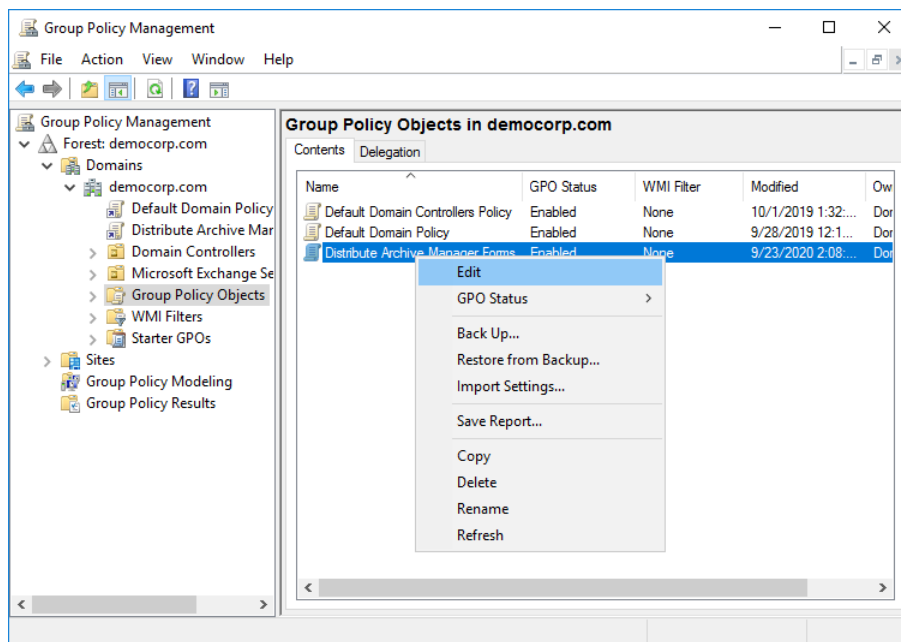 Group Policy Management
File Action View Window Help
Group Policy Management
Forest: democorp.com
Domains
democorp.com
Default Domain Policy
Distribute Archive Mar
Domain Controllers
Microsoft Exchange Se
Group Policy Objects
WMI Filters
Starter GPOs
Sites
Group Policy Modeling
Group Policy Results
Group Policy Objects in democorp.com
Contents Delegation
Name GPO Status WMI Filter Modified Ow
Default Domain Controllers Policy Enabled None 10/1/2019 1:32:... Dor
Default Domain Policy Enabled None 9/28/2019 12:1... Dor
Distribute Archive Manager Forms Enabled None 9/23/2020 2:08:... Dor
Edit
GPO Status
Back Up...
Restore from Backup...
Import Settings...
Save Report...
Copy
Delete
Rename
Refresh